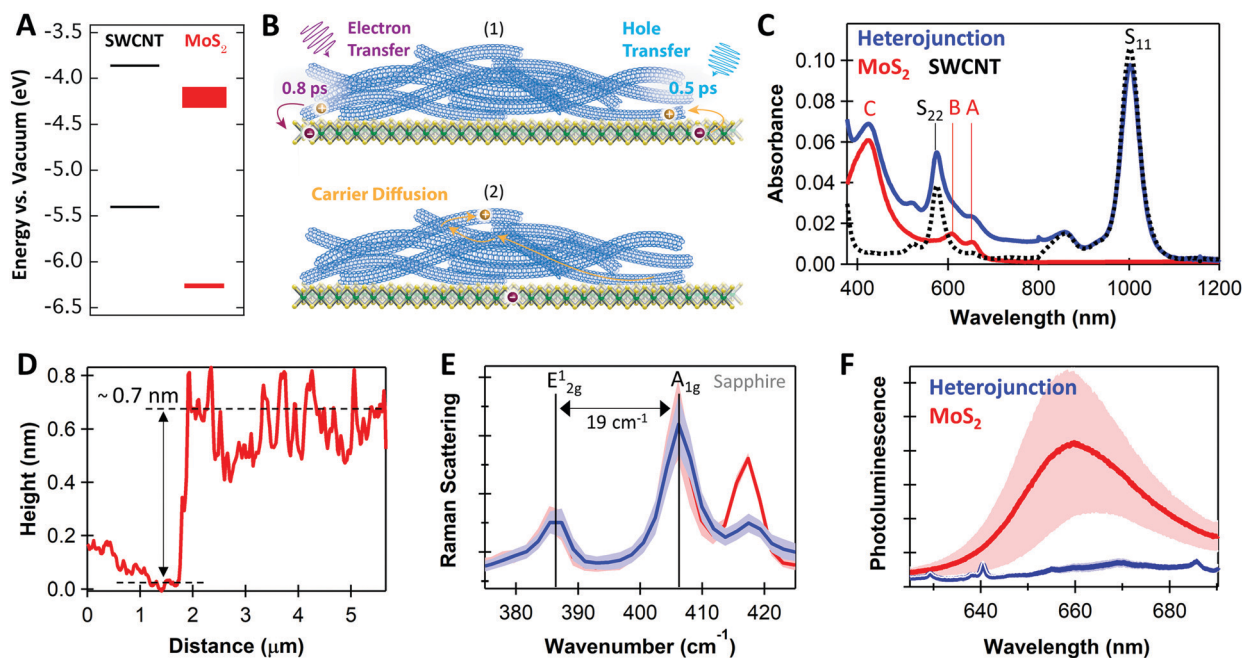 A
Energy vs. Vacuum (eV)
-3.5
-4.0
-4.5
-5.0
-5.5
-6.0
-6.5
SWCNT
MoS₂
B
Electron
Transfer
(1)
Hole
Transfer
0.8 ps
0.5 ps
+
+
-
-
Carrier Diffusion
(2)
+
-
C
Absorbance
0.10
0.08
0.06
0.04
0.02
0.00
Heterojunction
MoS₂ SWCNT
S₁₁
C
S₂₂
B
A
400
600
800
1000
1200
Wavelength (nm)
D
Height (nm)
0.8
0.6
0.4
0.2
0.0
~ 0.7 nm
0
1
2
3
4
5
Distance (μm)
E
Raman Scattering
E¹₂g
A₁g
Sapphire
19 cm⁻¹
380
390
400
410
420
Wavenumber (cm⁻¹)
F
Photoluminescence
Heterojunction
MoS₂
640
660
680
Wavelength (nm)